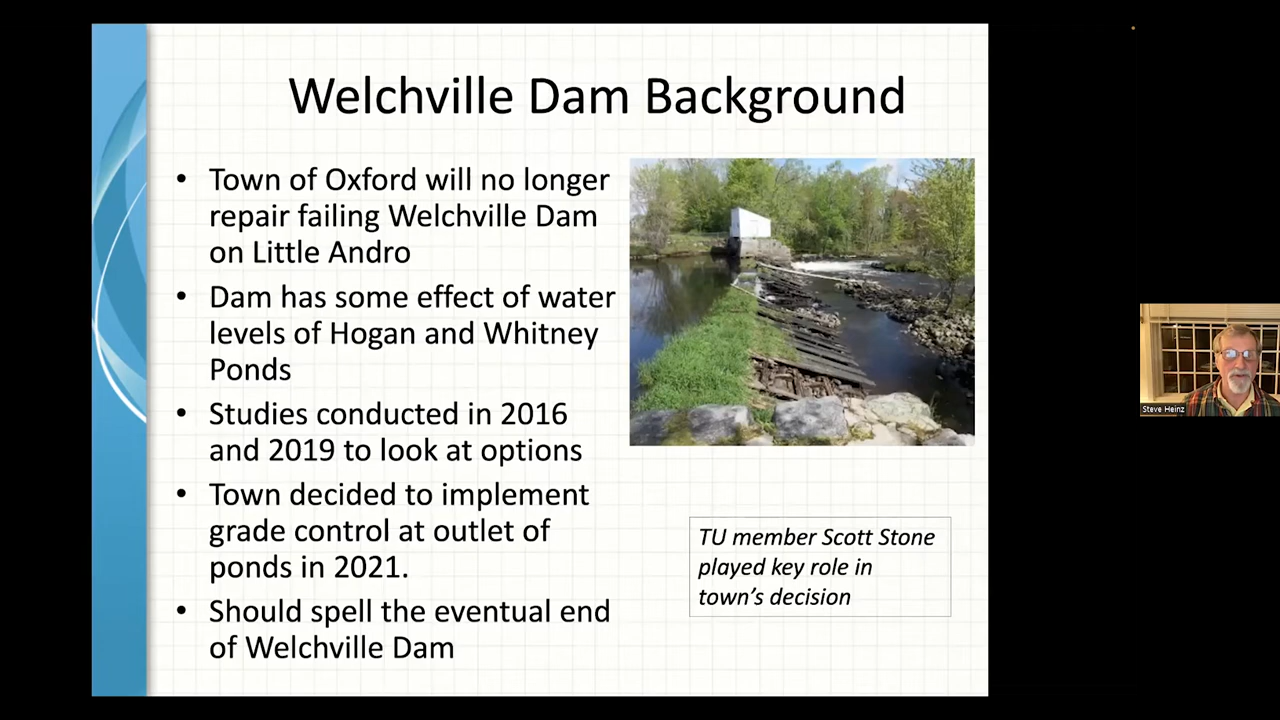 Welchville Dam Background
• Town of Oxford will no longer
repair failing Welchville Dam
on Little Andro
• Dam has some effect of water
levels of Hogan and Whitney
Ponds
• Studies conducted in 2016
and 2019 to look at options
• Town decided to implement
grade control at outlet of
ponds in 2021.
• Should spell the eventual end
of Welchville Dam
TU member Scott Stone
played key role in
town's decision
Steve Heinz